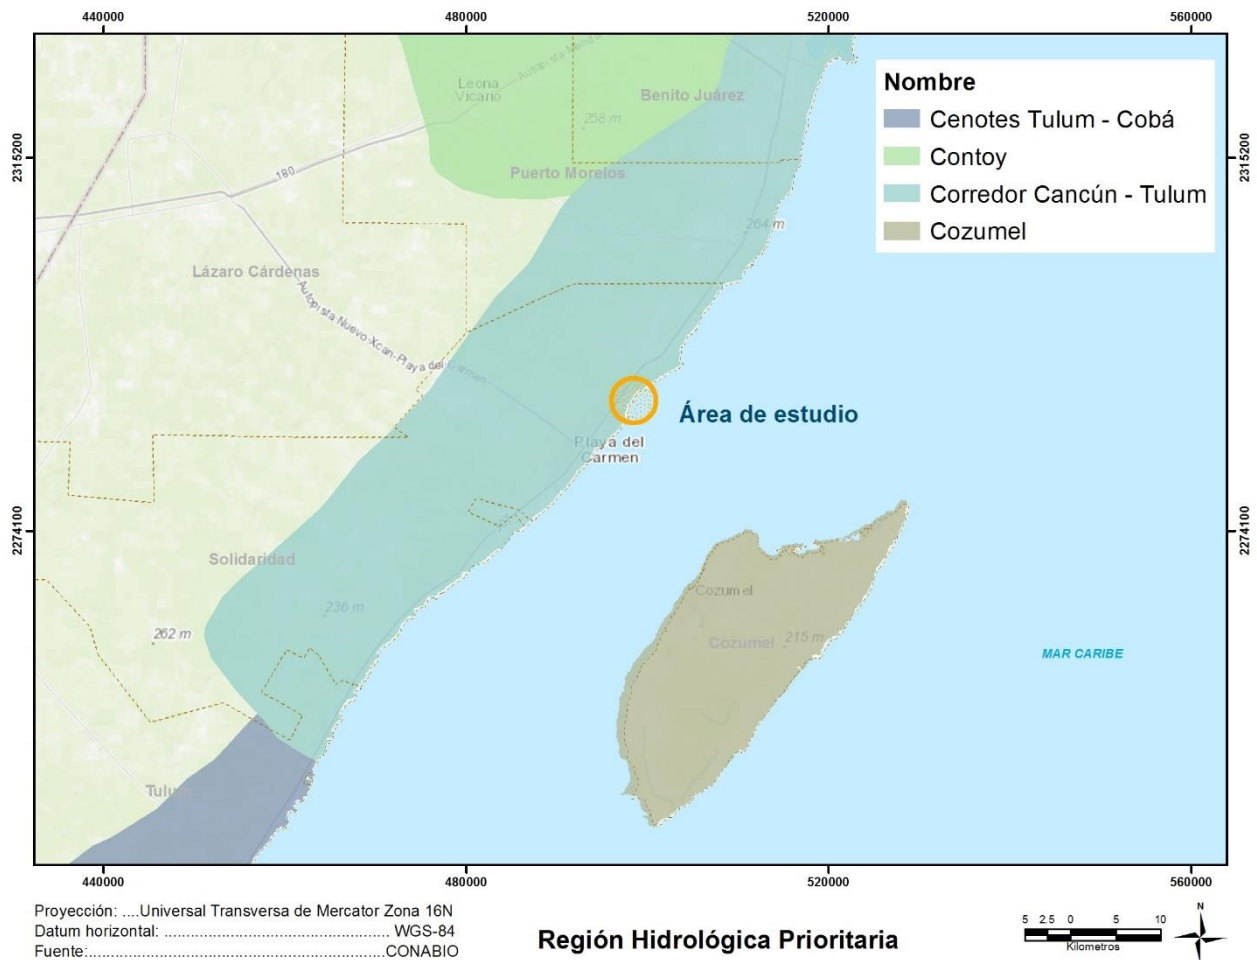 440000
480000
520000
560000
2315200
2274100
2315200
2274100
Nombre
Cenotes Tulum - Cobá
Contoy
Corredor Cancún - Tulum
Cozumel
Leona
Vicario
Benito Juárez
258 m
Puerto Morelos
180
264 m
Lázaro Cárdenas
Autopista Nuevo-Xcan-Playa del Carmen
Área de estudio
Playa del
Carmen
Solidaridad
236 m
262 m
Cozumel
Cozumel
215 m
MAR CARIBE
Tulum
440000
480000
520000
560000
Proyección: ....Universal Transversa de Mercator Zona 16N
Datum horizontal: ............................................. WGS-84
Fuente:.........................................................CONABIO
Región Hidrológica Prioritaria
5 2.5 0 5 10
Kilometros
N